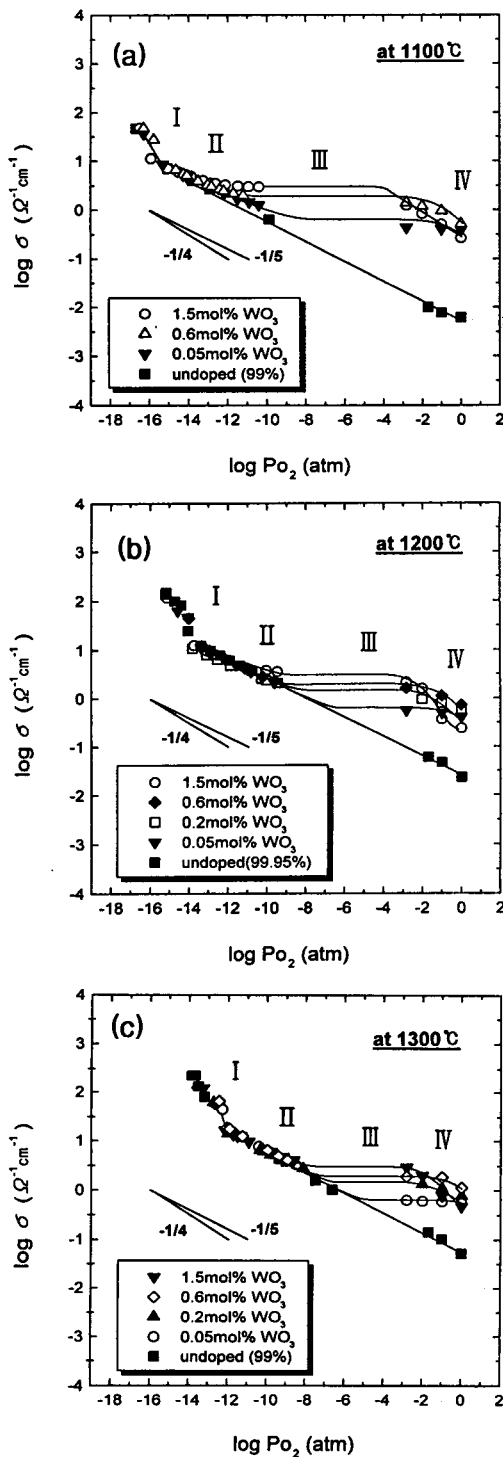 (a)
at 1100℃
I
II
III
IV
-1/4
-1/5
1.5mol% WO₃
0.6mol% WO₃
0.05mol% WO₃
undoped (99%)
log σ (Ω⁻¹cm⁻¹)
4
3
2
1
0
-1
-2
-3
-4
-18 -16 -14 -12 -10 -8 -6 -4 -2 0 2
log Po₂ (atm)
(b)
at 1200℃
I
II
III
IV
-1/4
-1/5
1.5mol% WO₃
0.6mol% WO₃
0.2mol% WO₃
0.05mol% WO₃
undoped(99.95%)
log σ (Ω⁻¹cm⁻¹)
4
3
2
1
0
-1
-2
-3
-4
-18 -16 -14 -12 -10 -8 -6 -4 -2 0 2
log Po₂ (atm)
(c)
at 1300℃
I
II
III
IV
-1/4
-1/5
1.5mol% WO₃
0.6mol% WO₃
0.2mol% WO₃
0.05mol% WO₃
undoped (99%)
log σ (Ω⁻¹cm⁻¹)
4
3
2
1
0
-1
-2
-3
-4
-18 -16 -14 -12 -10 -8 -6 -4 -2 0 2
log Po₂ (atm)